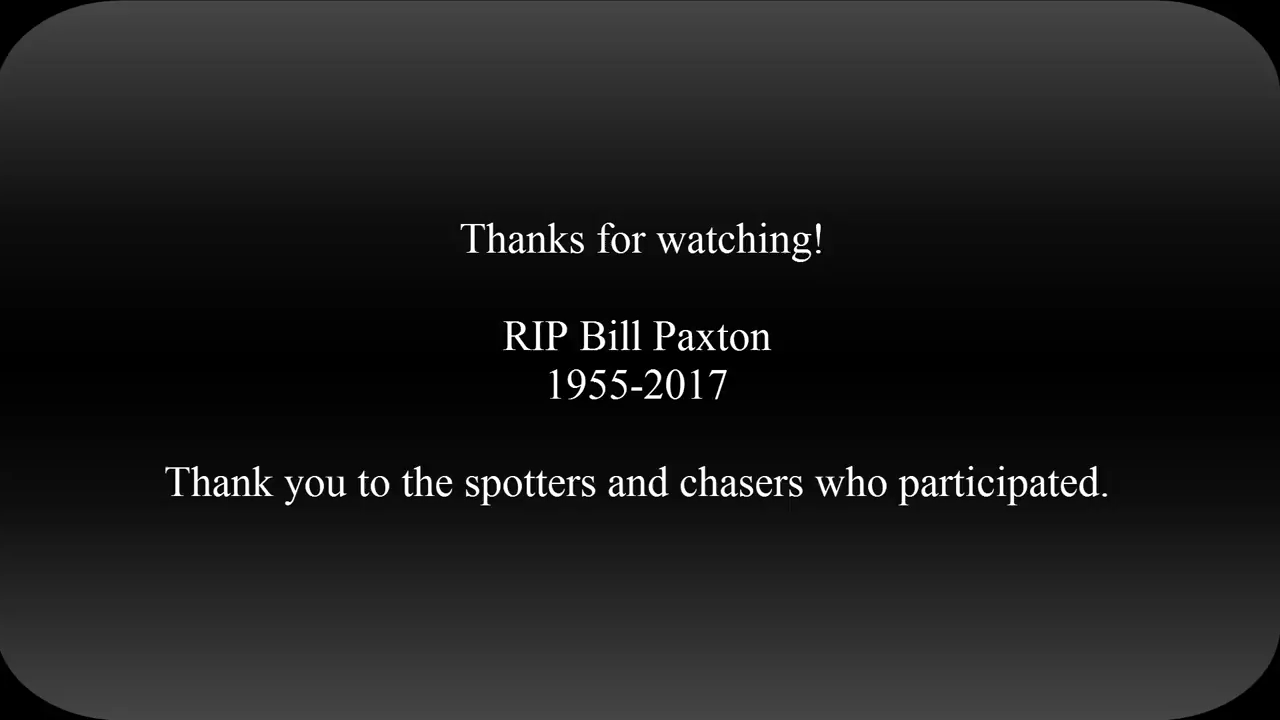 Thanks for watching!
RIP Bill Paxton
1955-2017
Thank you to the spotters and chasers who participated.